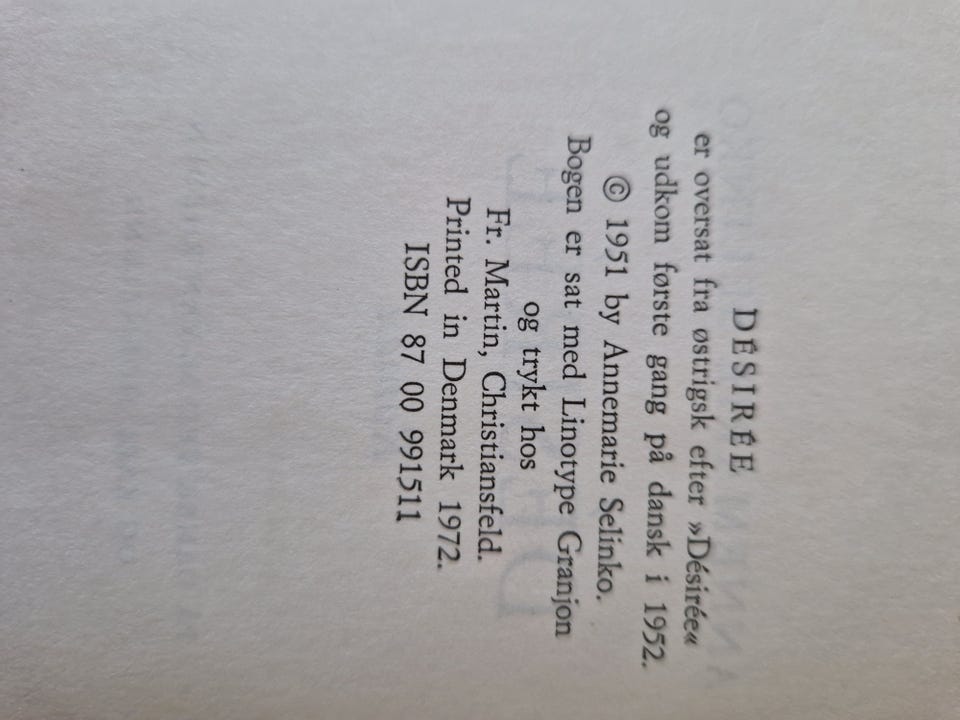 DÉSIRÉE
er oversat fra østrigsk efter »Désirée«
og udkom første gang på dansk i 1952.
© 1951 by Annemarie Selinko.
Bogen er sat med Linotype Granjon
og trykt hos
Fr. Martin, Christiansfeld.
Printed in Denmark 1972.
ISBN 87 00 991511